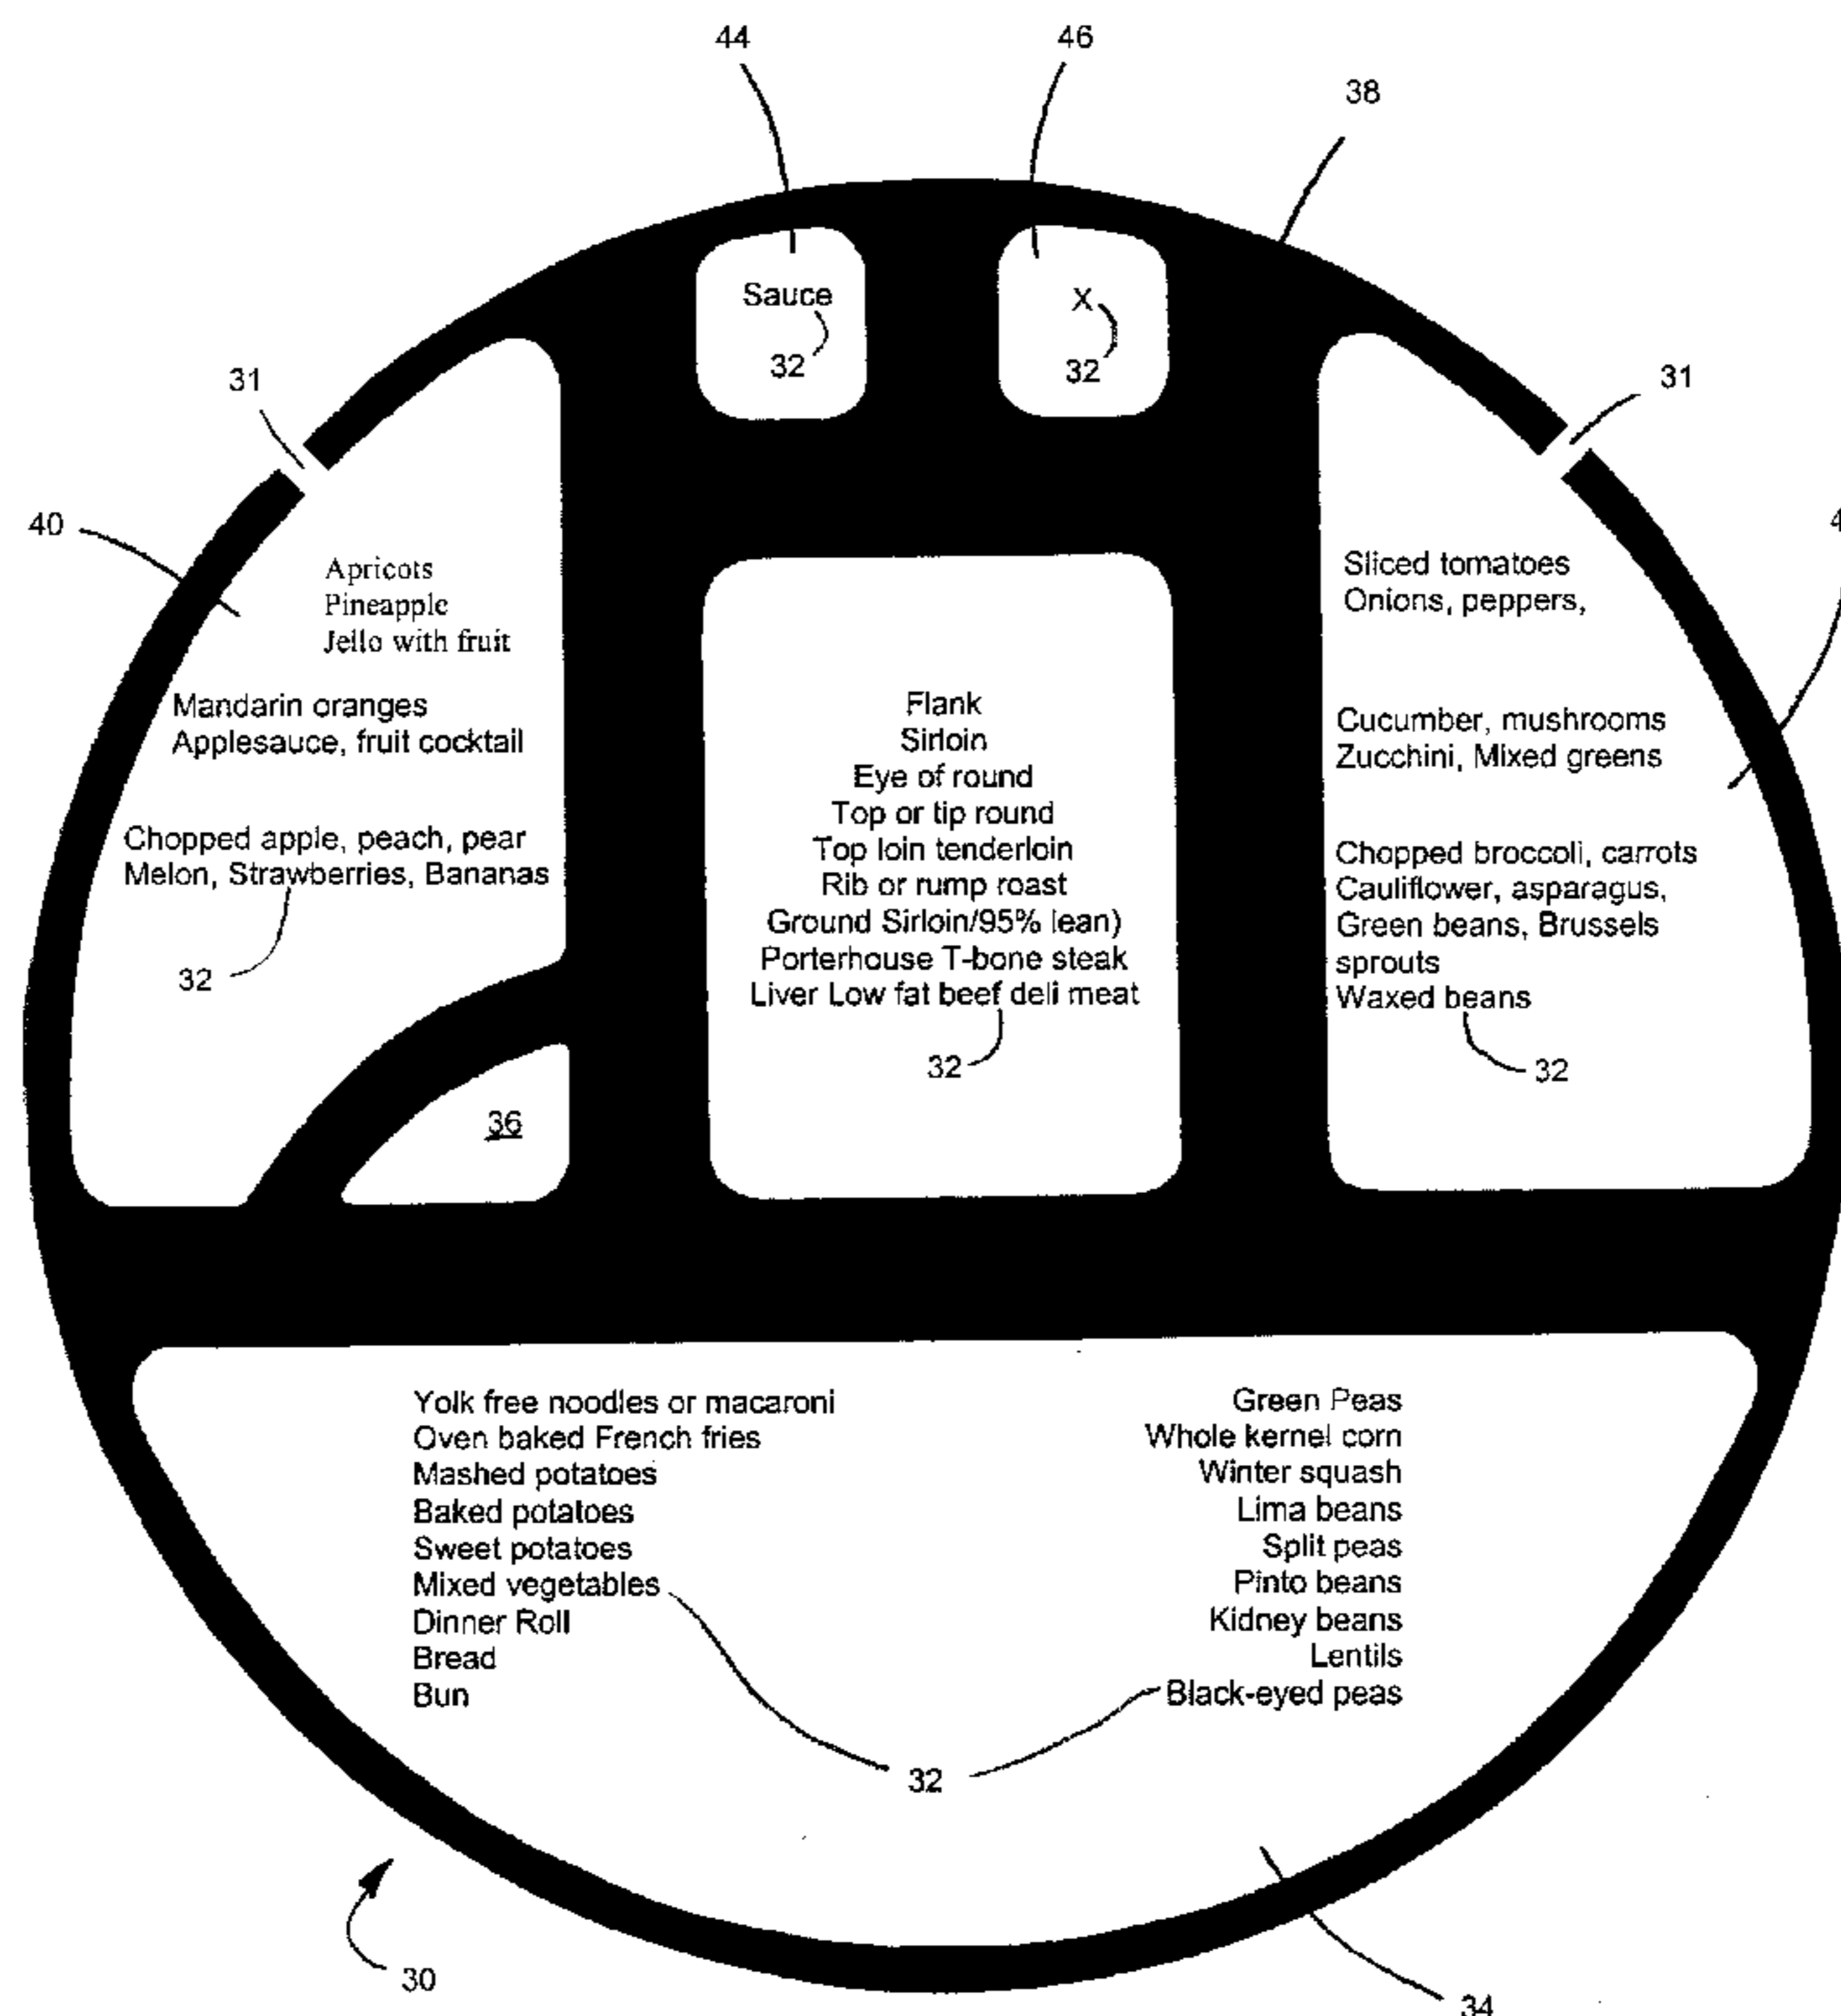 44
46
38
Sauce
32
X
32
31
31
40
4
Apricots
Pineapple
Jello with fruit
Mandarin oranges
Applesauce, fruit cocktail
Chopped apple, peach, pear
Melon, Strawberries, Bananas
32
36
Flank
Sirloin
Eye of round
Top or tip round
Top loin tenderloin
Rib or rump roast
Ground Sirloin/95% lean)
Porterhouse T-bone steak
Liver Low fat beef deli meat
32
Sliced tomatoes
Onions, peppers,
Cucumber, mushrooms
Zucchini, Mixed greens
Chopped broccoli, carrots
Cauliflower, asparagus,
Green beans, Brussels
sprouts
Waxed beans
32
Yolk free noodles or macaroni
Oven baked French fries
Mashed potatoes
Baked potatoes
Sweet potatoes
Mixed vegetables
Dinner Roll
Bread
Bun
Green Peas
Whole kernel corn
Winter squash
Lima beans
Split peas
Pinto beans
Kidney beans
Lentils
Black-eyed peas
32
30
34